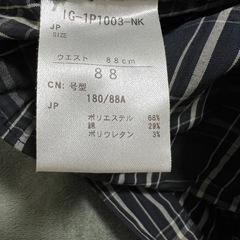 IG-1P1003-NK
JP
SIZE
ウエスト 88cm
88
CN: 号型
JP 180/88A
ポリエステル 68%
綿 29%
ポリウレタン 3%